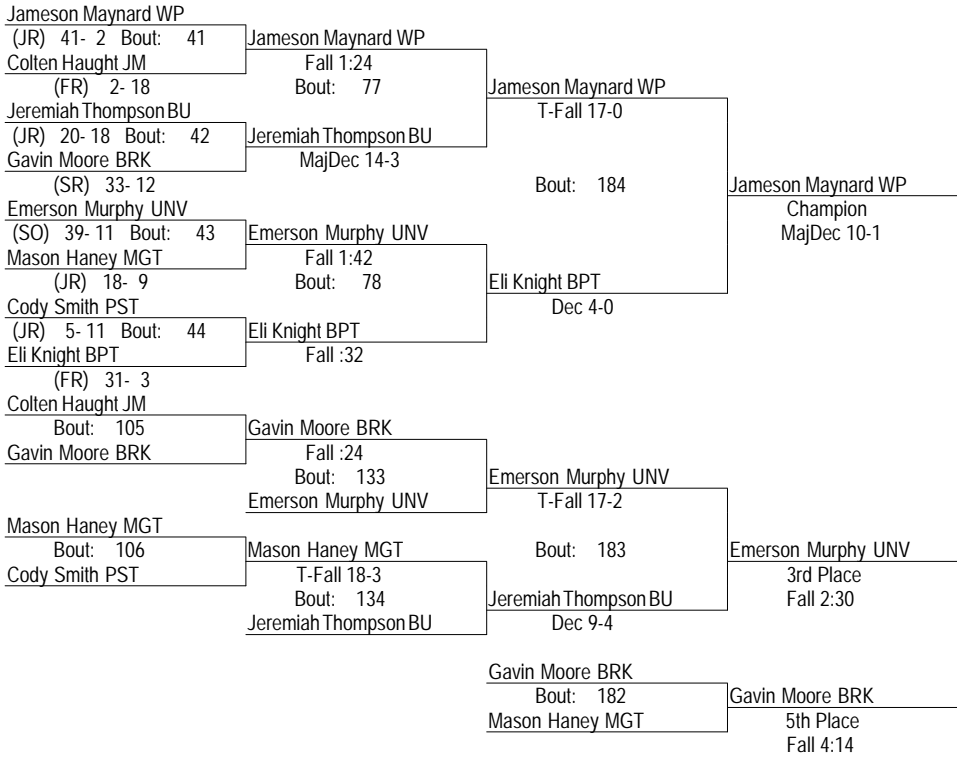 Jameson Maynard WP
(JR) 41- 2 Bout: 41
Colten Haught JM
(FR) 2- 18
Jeremiah Thompson BU
(JR) 20- 18 Bout: 42
Gavin Moore BRK
(SR) 33- 12
Emerson Murphy UNV
(SO) 39- 11 Bout: 43
Mason Haney MGT
(JR) 18- 9
Cody Smith PST
(JR) 5- 11 Bout: 44
Eli Knight BPT
(FR) 31- 3
Jameson Maynard WP
Fall 1:24
Bout: 77
Jeremiah Thompson BU
MajDec 14-3
Emerson Murphy UNV
Fall 1:42
Bout: 78
Eli Knight BPT
Fall :32
Jameson Maynard WP
T-Fall 17-0
Bout: 184
Eli Knight BPT
Dec 4-0
Jameson Maynard WP
Champion
MajDec 10-1
Colten Haught JM
Bout: 105
Gavin Moore BRK
Mason Haney MGT
Bout: 106
Cody Smith PST
Gavin Moore BRK
Fall :24
Bout: 133
Emerson Murphy UNV
Mason Haney MGT
T-Fall 18-3
Bout: 134
Jeremiah Thompson BU
Emerson Murphy UNV
T-Fall 17-2
Bout: 183
Jeremiah Thompson BU
Dec 9-4
Emerson Murphy UNV
3rd Place
Fall 2:30
Gavin Moore BRK
Bout: 182
Mason Haney MGT
Gavin Moore BRK
5th Place
Fall 4:14